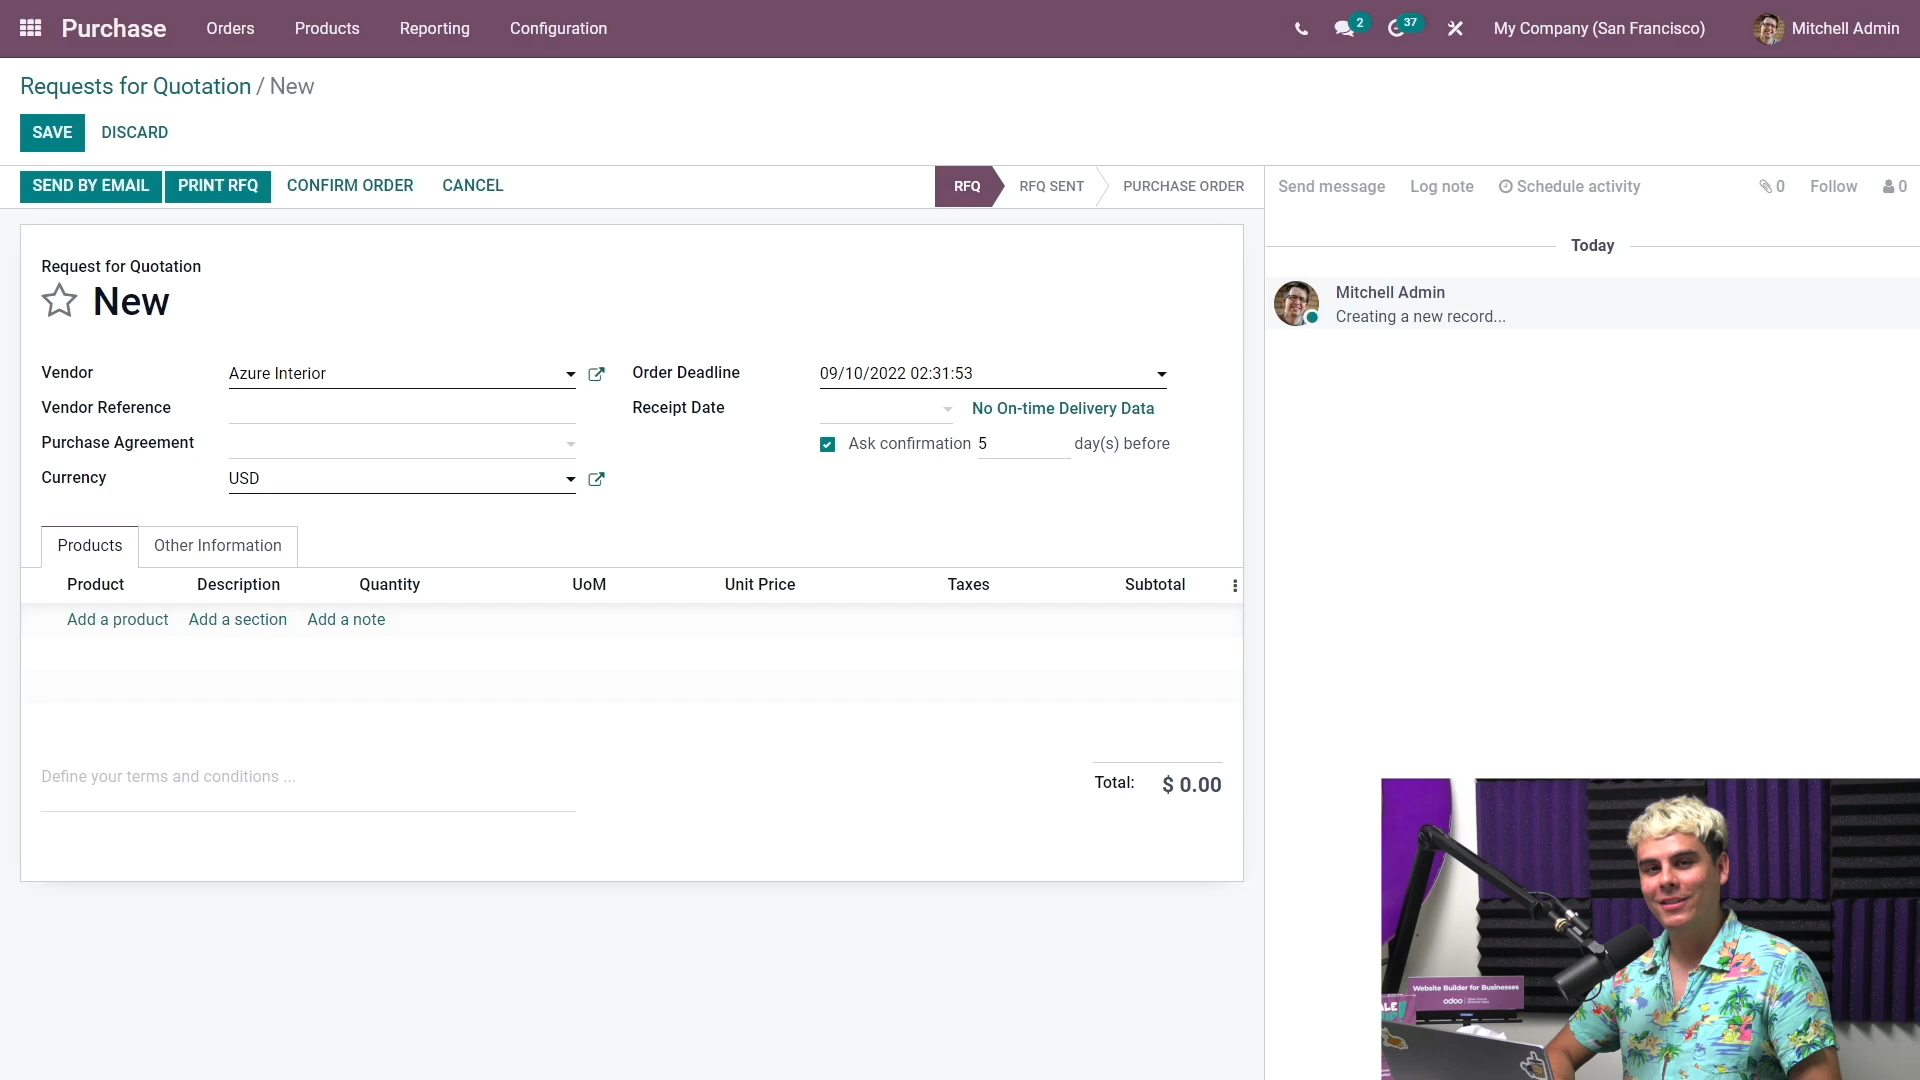 Purchase Orders Products Reporting Configuration 2 37 My Company (San Francisco) Mitchell Admin
Requests for Quotation / New
SAVE DISCARD
SEND BY EMAIL PRINT RFQ CONFIRM ORDER CANCEL RFQ RFQ SENT PURCHASE ORDER Send message Log note Schedule activity 0 Follow 0
Today
Request for Quotation
New
Mitchell Admin
Creating a new record...
Vendor Azure Interior Order Deadline 09/10/2022 02:31:53
Vendor Reference Receipt Date No On-time Delivery Data
Purchase Agreement Ask confirmation 5 day(s) before
Currency USD
Products Other Information
Product Description Quantity UoM Unit Price Taxes Subtotal
Add a product Add a section Add a note
Define your terms and conditions ...
Total: $ 0.00
Website Builder for Businesses
odoo